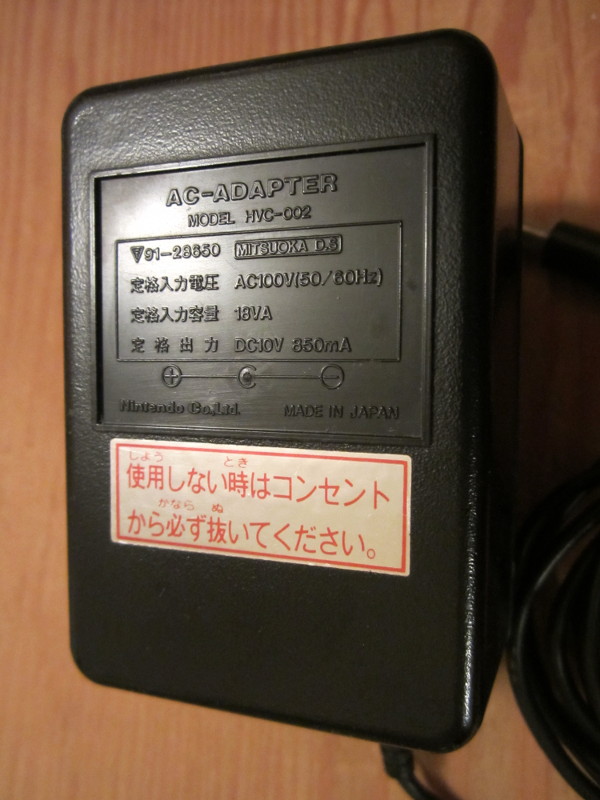 AC-ADAPTER
MODEL HVC-002
▽91-28650 MITSUOKA D.S
定格入力電圧 AC100V(50/60Hz)
定格入力容量 18VA
定格出力 DC10V 850mA
+ C −
Nintendo Co.,Ltd. MADE IN JAPAN
しよう とき
使用しない時はコンセント
かなら ぬ
から必ず抜いてください。